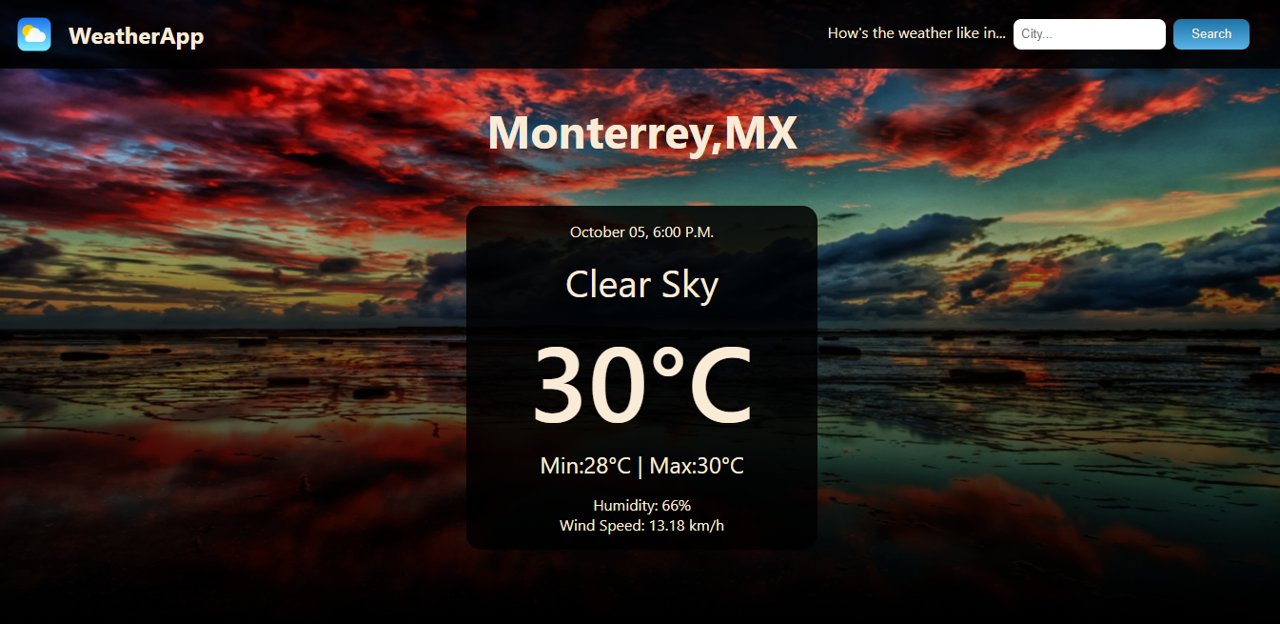 WeatherApp
How's the weather like in...
City...
Search
Monterrey,MX
October 05, 6:00 P.M.
Clear Sky
30°C
Min:28°C | Max:30°C
Humidity: 66%
Wind Speed: 13.18 km/h